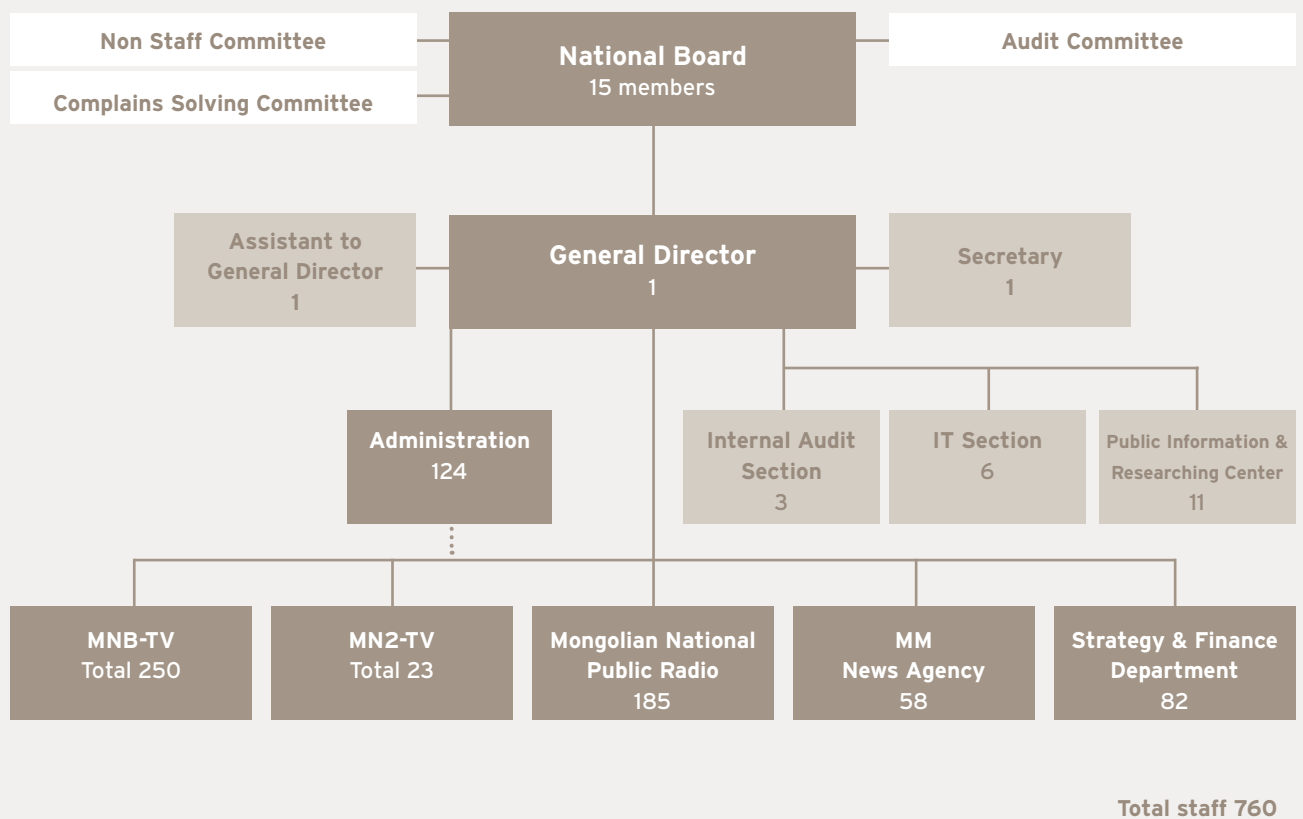 Non Staff Committee
National Board
15 members
Audit Committee
Complains Solving Committee
Assistant to
General Director
1
General Director
1
Secretary
1
Administration
124
Internal Audit
Section
3
IT Section
6
Public Information &
Researching Center
11
MNB-TV
Total 250
MN2-TV
Total 23
Mongolian National
Public Radio
185
MM
News Agency
58
Strategy & Finance
Department
82
Total staff 760